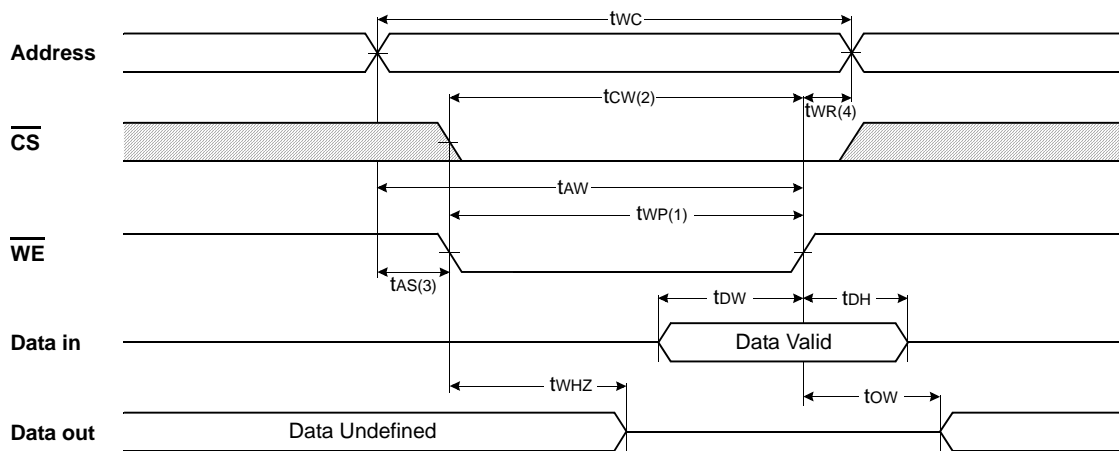 tWC
Address
tCW(2)
tWR(4)
CS
tAW
tWP(1)
WE
tAS(3)
tDW
tDH
Data in
Data Valid
tWHZ
tOW
Data out
Data Undefined